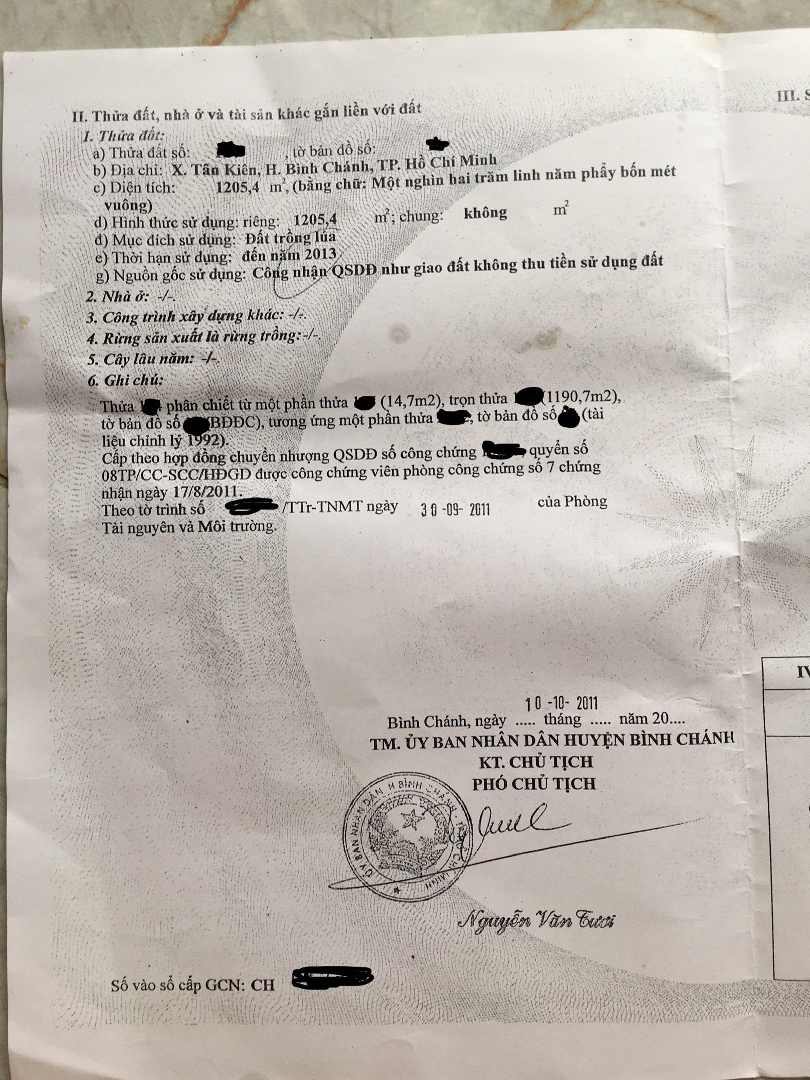 II. Thửa đất, nhà ở và tài sản khác gắn liền với đất
III. S
1. Thửa đất:
a) Thửa đất số: , tờ bản đồ số:
b) Địa chỉ: X. Tân Kiên, H. Bình Chánh, TP. Hồ Chí Minh
c) Diện tích: 1205,4 m², (bằng chữ: Một nghìn hai trăm linh năm phẩy bốn mét
vuông)
d) Hình thức sử dụng: riêng: 1205,4 m²; chung: không m²
đ) Mục đích sử dụng: Đất trồng lúa
e) Thời hạn sử dụng: đến năm 2013
g) Nguồn gốc sử dụng: Công nhận QSDĐ như giao đất không thu tiền sử dụng đất
2. Nhà ở: -/-.
3. Công trình xây dựng khác: -/-.
4. Rừng sản xuất là rừng trồng:-/-.
5. Cây lâu năm: -/-.
6. Ghi chú:
Thửa phân chiết từ một phần thửa (14,7m2), trọn thửa (1190,7m2),
tờ bản đồ số (BĐĐC), tương ứng một phần thửa , tờ bản đồ số (tài
liệu chỉnh lý 1992).
Cấp theo hợp đồng chuyển nhượng QSDĐ số công chứng quyển số
08TP/CC-SCC/HĐGD được công chứng viên phòng công chứng số 7 chứng
nhận ngày 17/8/2011.
Theo tờ trình số /TTr-TNMT ngày 30-09-2011 của Phòng
Tài nguyên và Môi trường.
10-10-2011
Bình Chánh, ngày ..... tháng ..... năm 20....
TM. ỦY BAN NHÂN DÂN HUYỆN BÌNH CHÁNH
KT. CHỦ TỊCH
PHÓ CHỦ TỊCH
ỦY BAN NHÂN DÂN H BÌNH CHÁNH
Nguyễn Văn Tươi
Số vào sổ cấp GCN: CH
IV